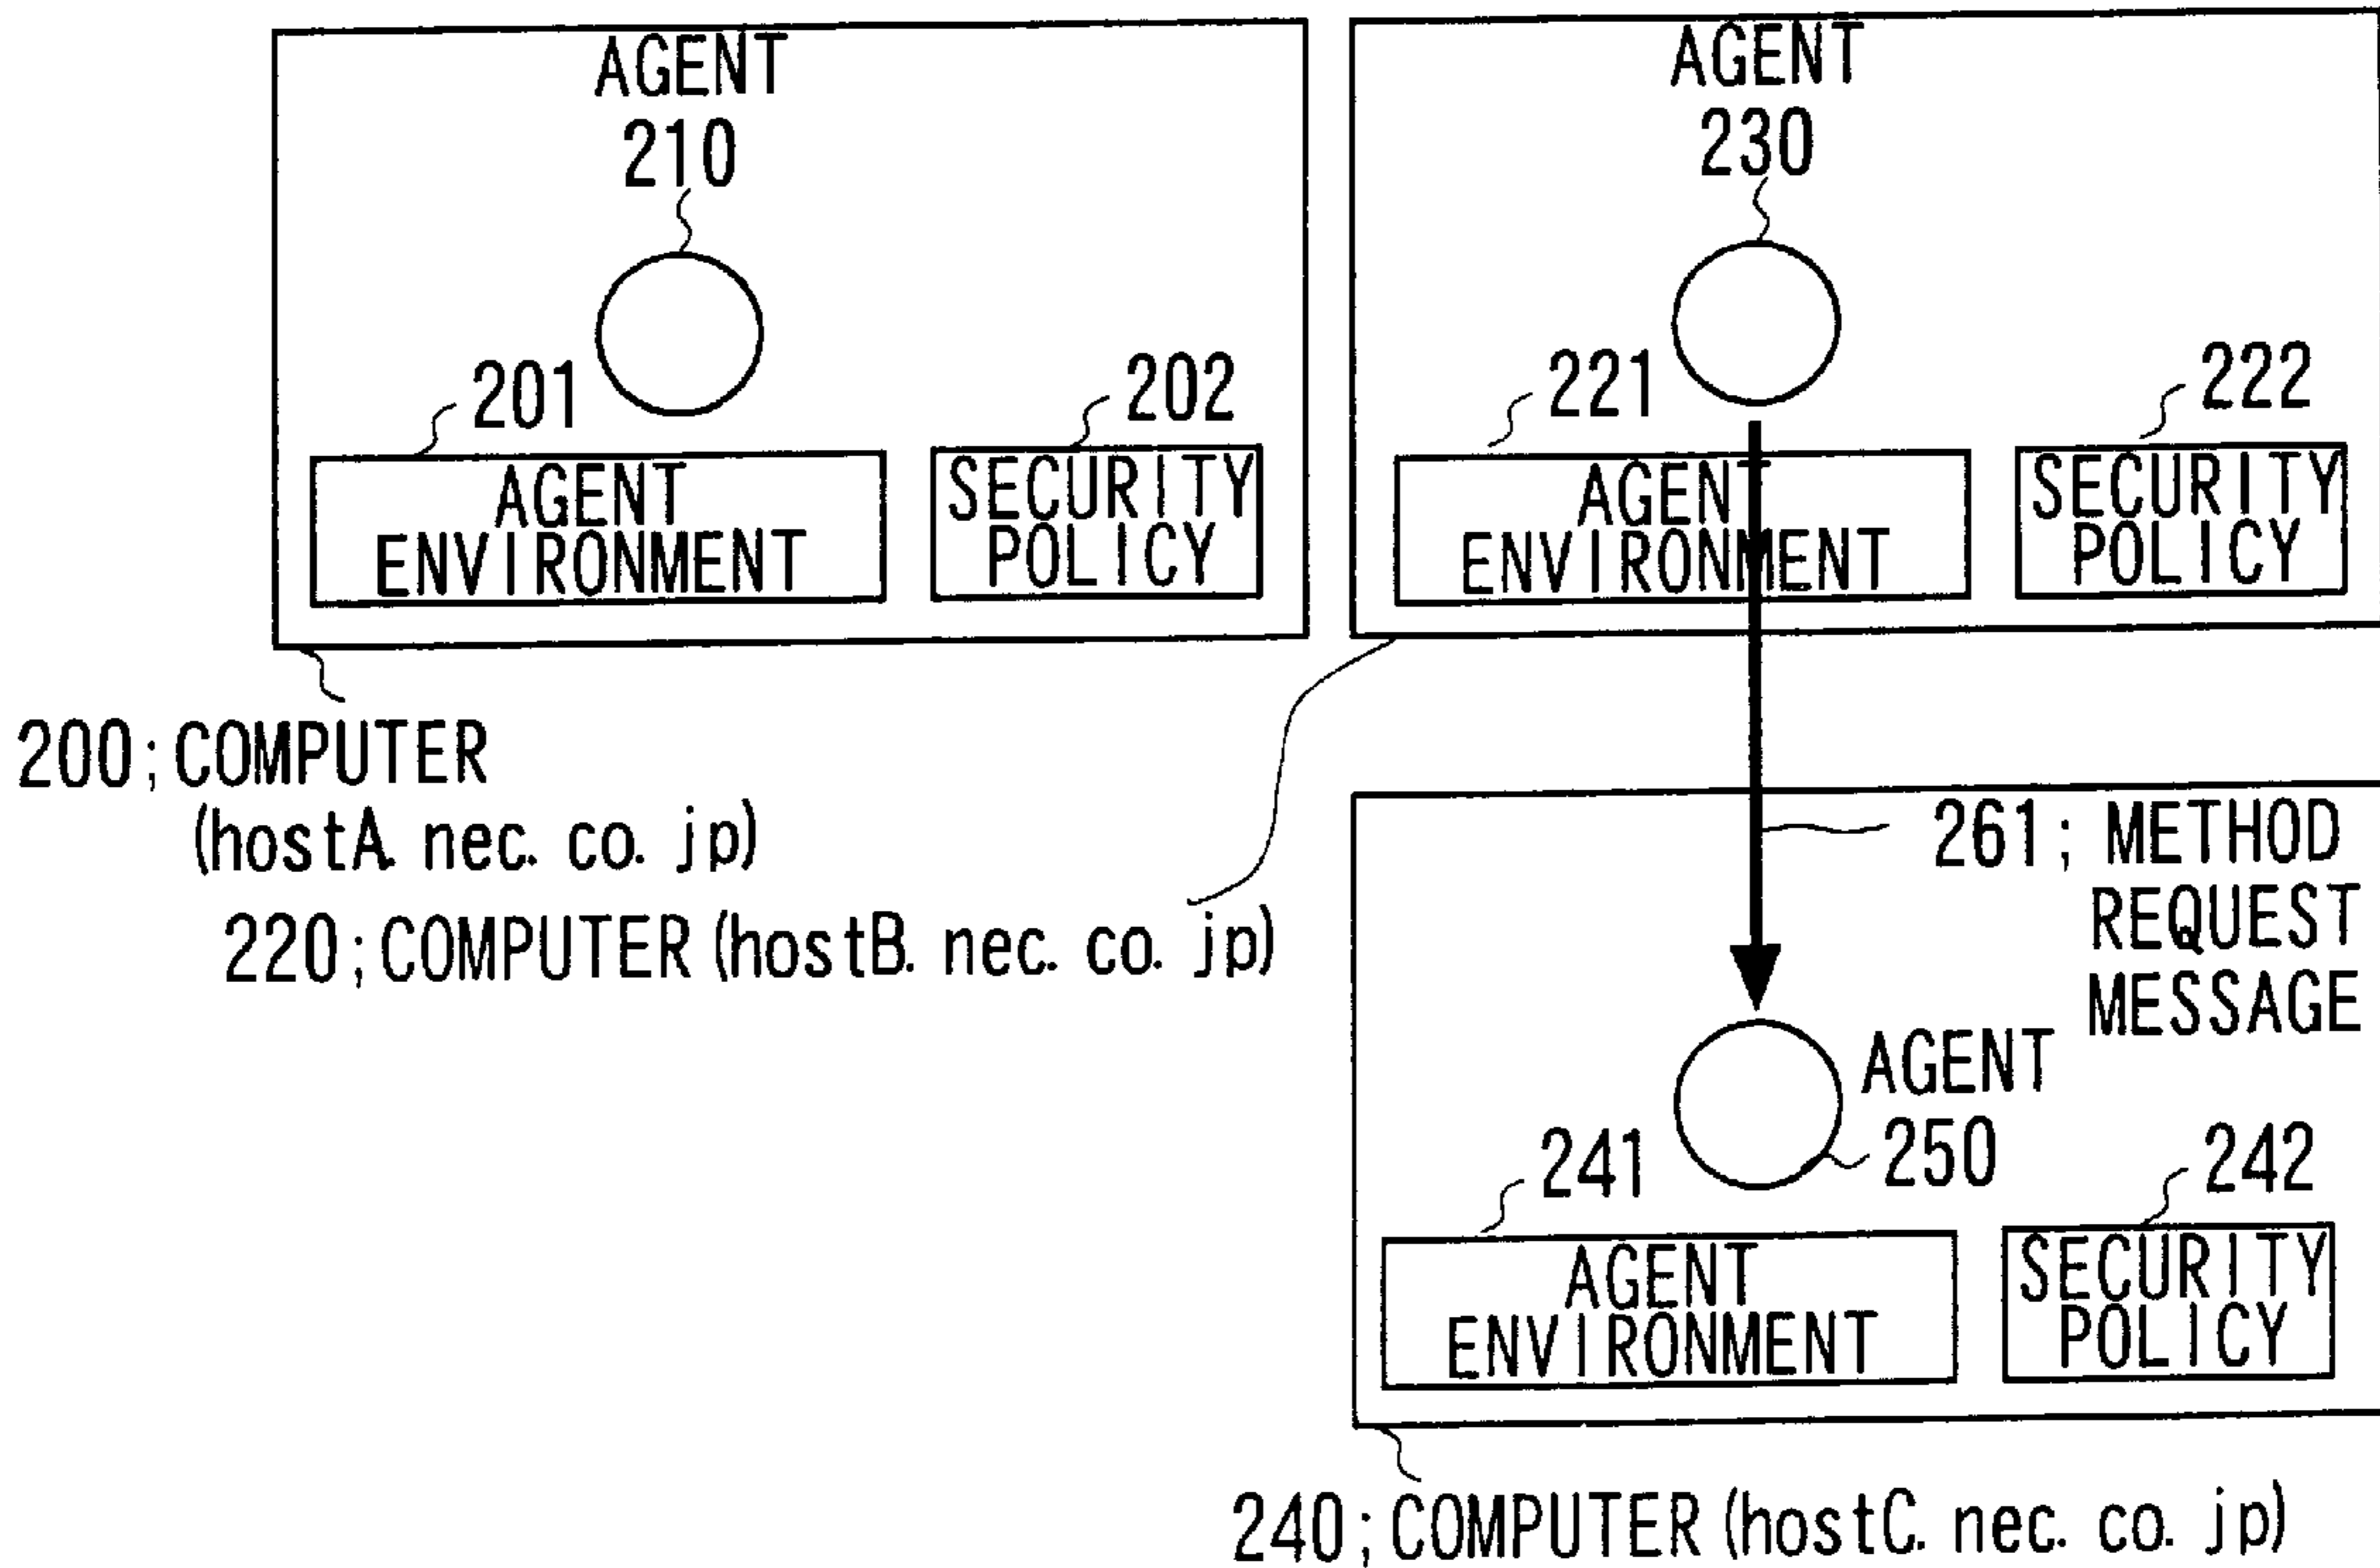 AGENT
210
201
202
AGENT
ENVIRONMENT
SECURITY
POLICY
200;COMPUTER
(hostA. nec. co. jp)
AGENT
230
221
222
AGENT
ENVIRONMENT
SECURITY
POLICY
220;COMPUTER (hostB. nec. co. jp)
261; METHOD
REQUEST
MESSAGE
AGENT
250
241
242
AGENT
ENVIRONMENT
SECURITY
POLICY
240;COMPUTER (hostC. nec. co. jp)